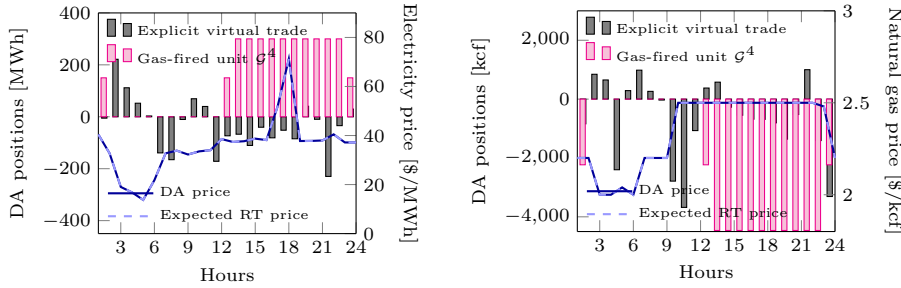 400
200
0
−200
−400
DA positions [MWh]
Explicit virtual trade
Gas-fired unit 𝒢⁴
DA price
Expected RT price
80
60
40
20
0
Electricity price [$/MWh]
3 6 9 12 15 18 21 24
Hours
2,000
0
−2,000
−4,000
DA positions [kcf]
Explicit virtual trade
Gas-fired unit 𝒢⁴
DA price
Expected RT price
3
2.5
2
Natural gas price [$/kcf]
3 6 9 12 15 18 21 24
Hours